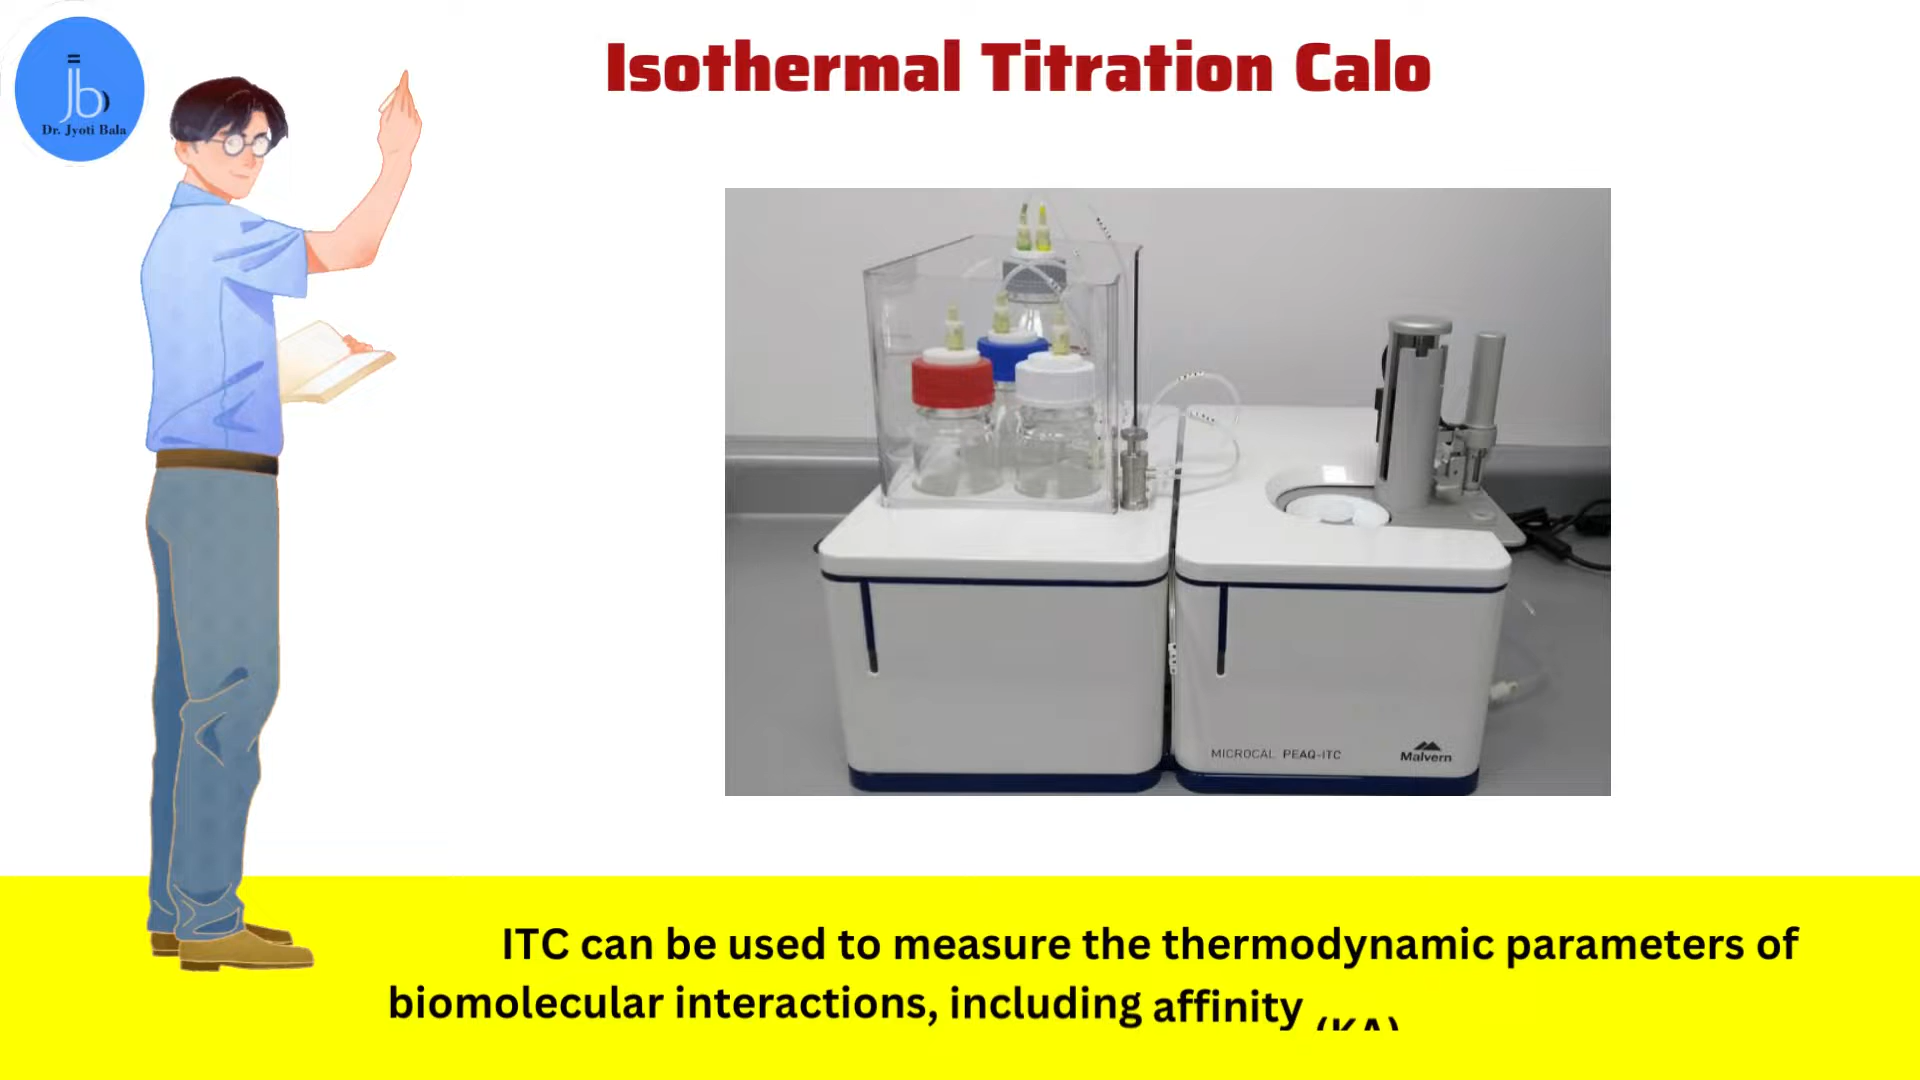 Dr. Jyoti Bala
Isothermal Titration Calo
MICROCAL PEAQ-ITC
Malvern
ITC can be used to measure the thermodynamic parameters of
biomolecular interactions, including affinity (KA)